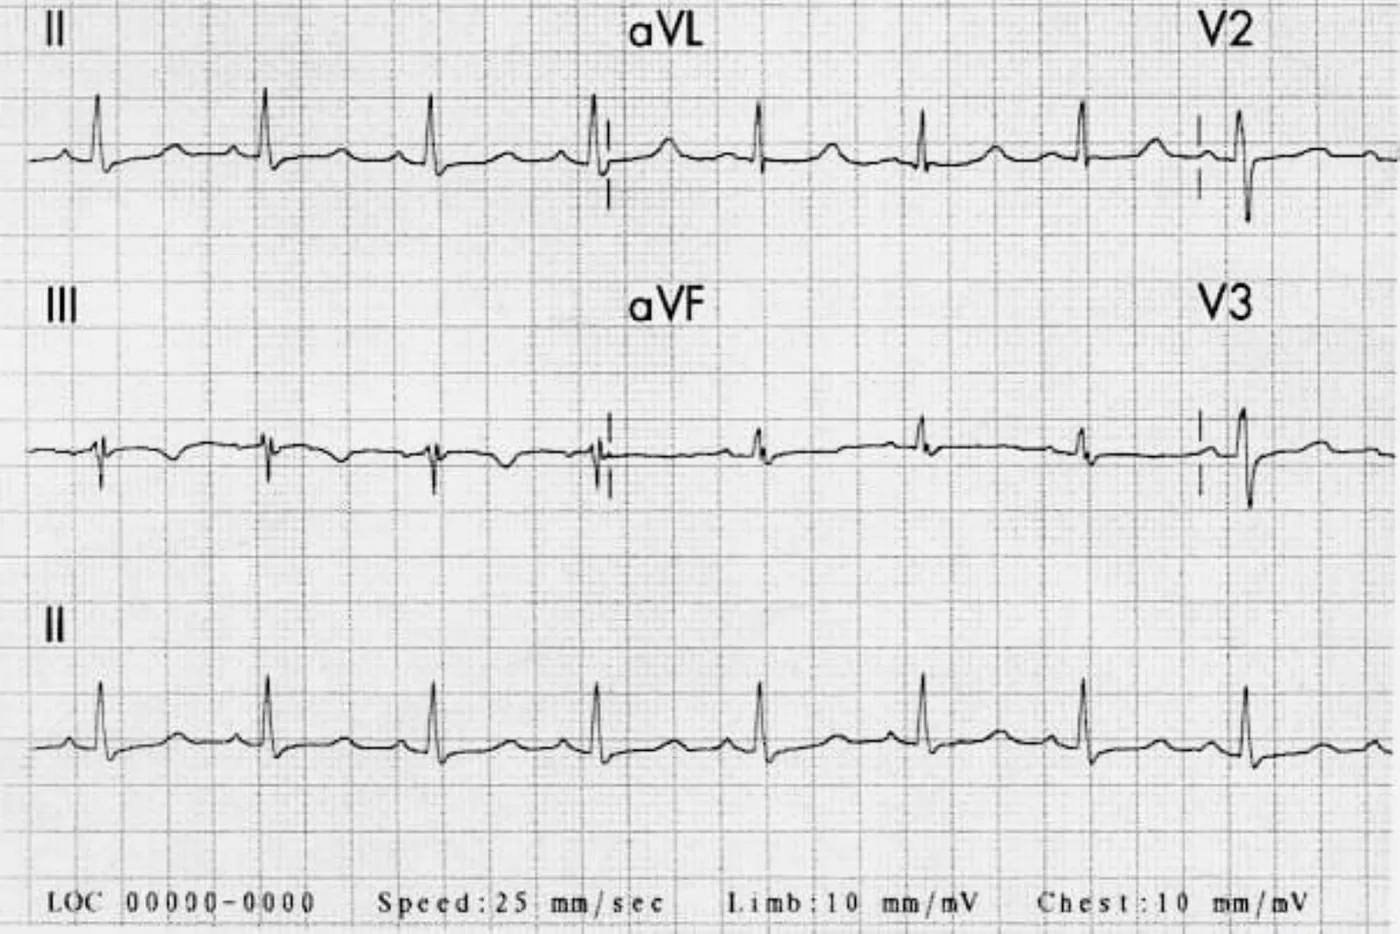 II aVL V2
III aVF V3
II
LOC 00000-0000 Speed:25 mm/sec Limb:10 mm/mV Chest:10 mm/mV